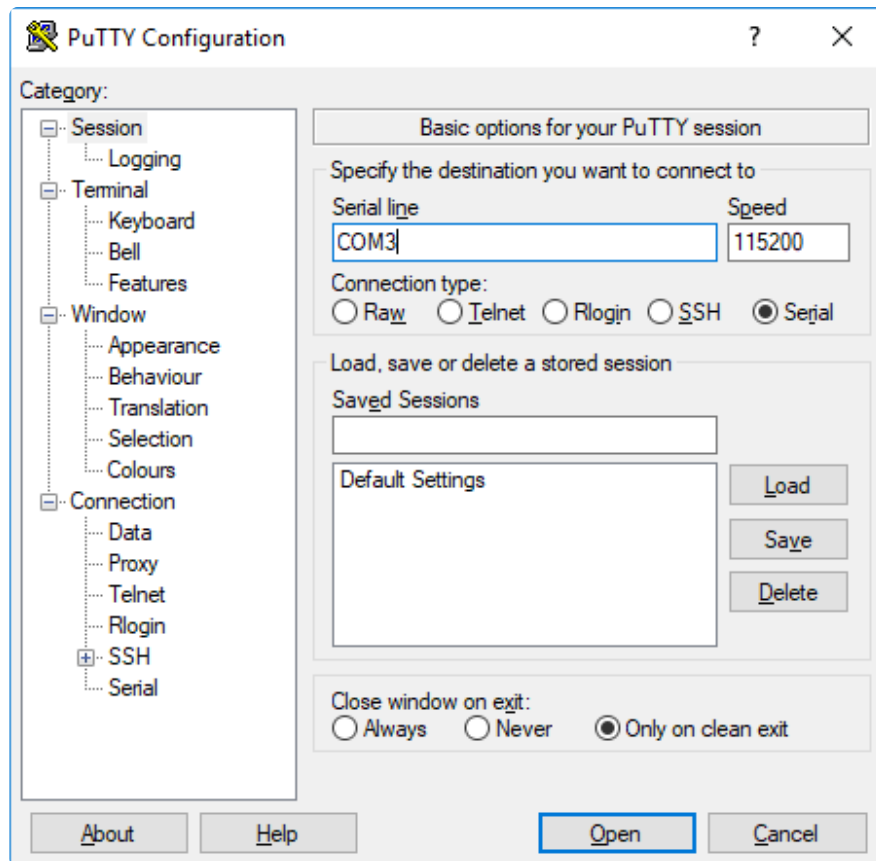 PuTTY Configuration
?
Category:
Session
Logging
Terminal
Keyboard
Bell
Features
Window
Appearance
Behaviour
Translation
Selection
Colours
Connection
Data
Proxy
Telnet
Rlogin
SSH
Serial
Basic options for your PuTTY session
Specify the destination you want to connect to
Serial line Speed
COM3 115200
Connection type:
Raw Telnet Rlogin SSH Serial
Load, save or delete a stored session
Saved Sessions
Default Settings
Load
Save
Delete
Close window on exit:
Always Never Only on clean exit
About Help Open Cancel